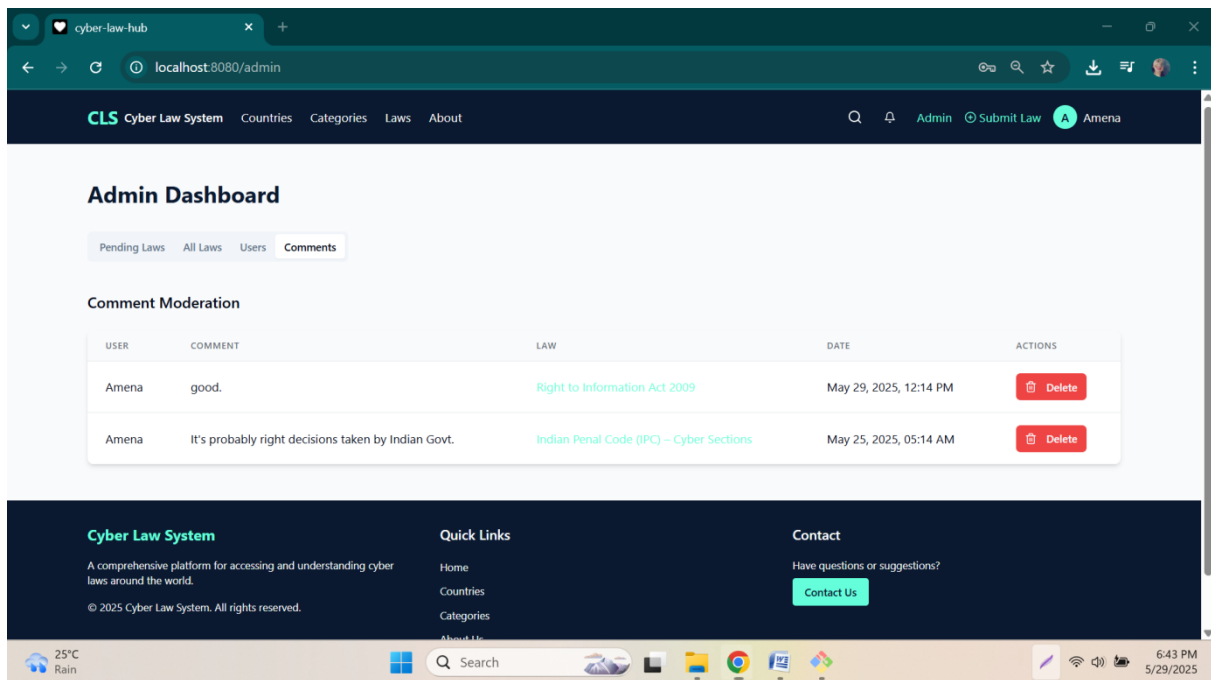 cyber-law-hub
localhost:8080/admin
CLS Cyber Law System Countries Categories Laws About Admin Submit Law A Amena
Admin Dashboard
Pending Laws All Laws Users Comments
Comment Moderation
USER COMMENT LAW DATE ACTIONS
Amena good. Right to Information Act 2009 May 29, 2025, 12:14 PM Delete
Amena It's probably right decisions taken by Indian Govt. Indian Penal Code (IPC) – Cyber Sections May 25, 2025, 05:14 AM Delete
Cyber Law System Quick Links Contact
A comprehensive platform for accessing and understanding cyber Home Have questions or suggestions?
laws around the world. Countries Contact Us
© 2025 Cyber Law System. All rights reserved. Categories
About Us
25°C Search 6:43 PM
Rain 5/29/2025